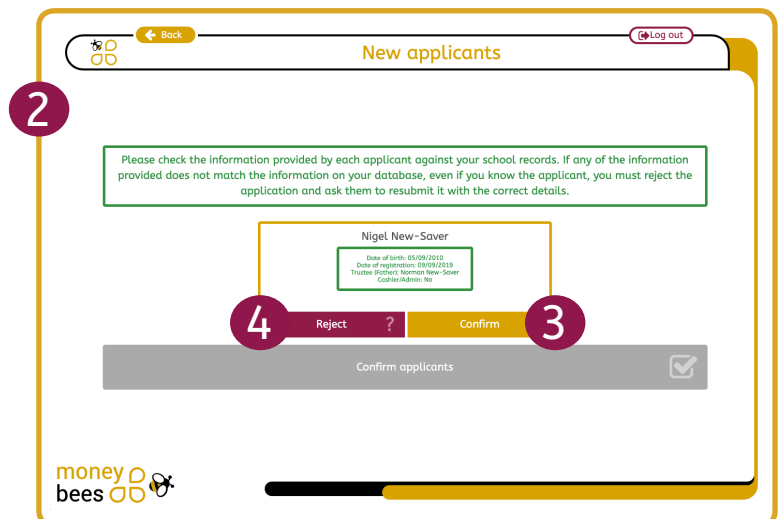 Back
Log out
New applicants
2
Please check the information provided by each applicant against your school records. If any of the information
provided does not match the information on your database, even if you know the applicant, you must reject the
application and ask them to resubmit it with the correct details.
Nigel New-Saver
Date of birth: 05/09/2010
Date of registration: 09/09/2019
Trustee (Father): Norman New-Saver
Cashier/Admin: No
4 Reject ? Confirm 3
Confirm applicants
money
bees